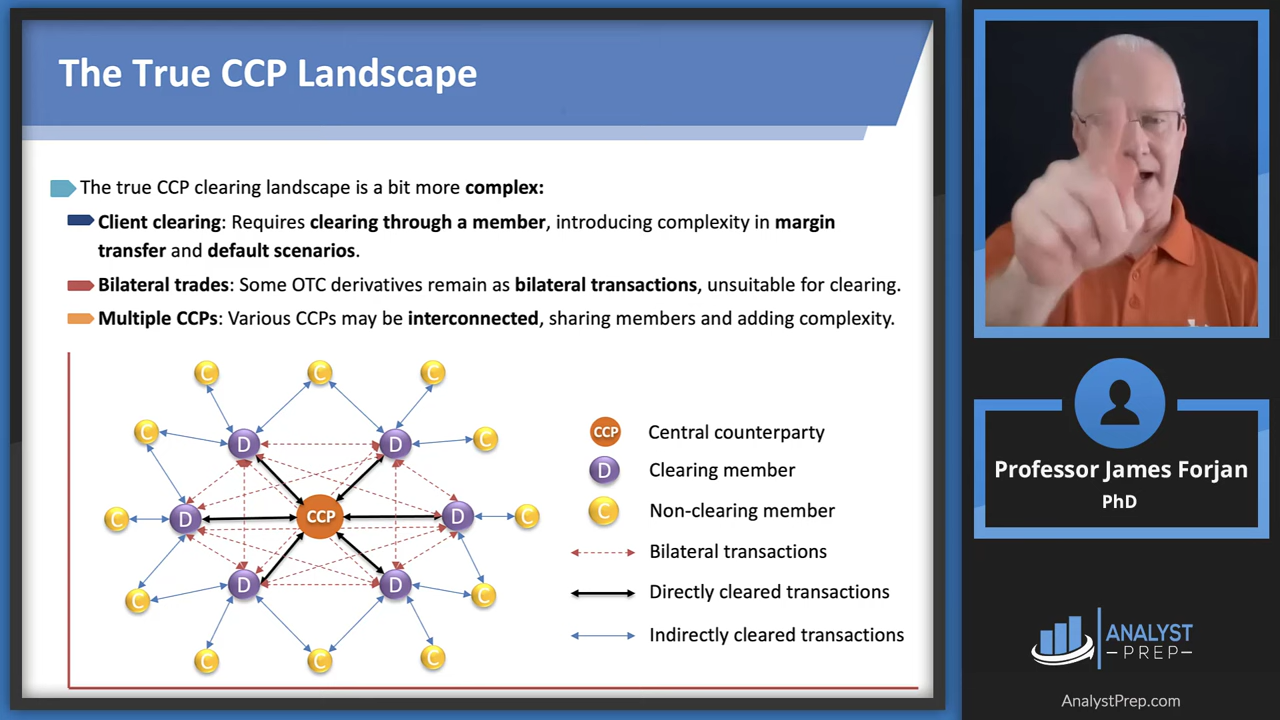 The True CCP Landscape
The true CCP clearing landscape is a bit more complex:
Client clearing: Requires clearing through a member, introducing complexity in margin
transfer and default scenarios.
Bilateral trades: Some OTC derivatives remain as bilateral transactions, unsuitable for clearing.
Multiple CCPs: Various CCPs may be interconnected, sharing members and adding complexity.
C C C
C D D C
C D CCP D C
C D D C
C C C
CCP Central counterparty
D Clearing member
C Non-clearing member
Bilateral transactions
Directly cleared transactions
Indirectly cleared transactions
Professor James Forjan
PhD
ANALYST
PREP
AnalystPrep.com